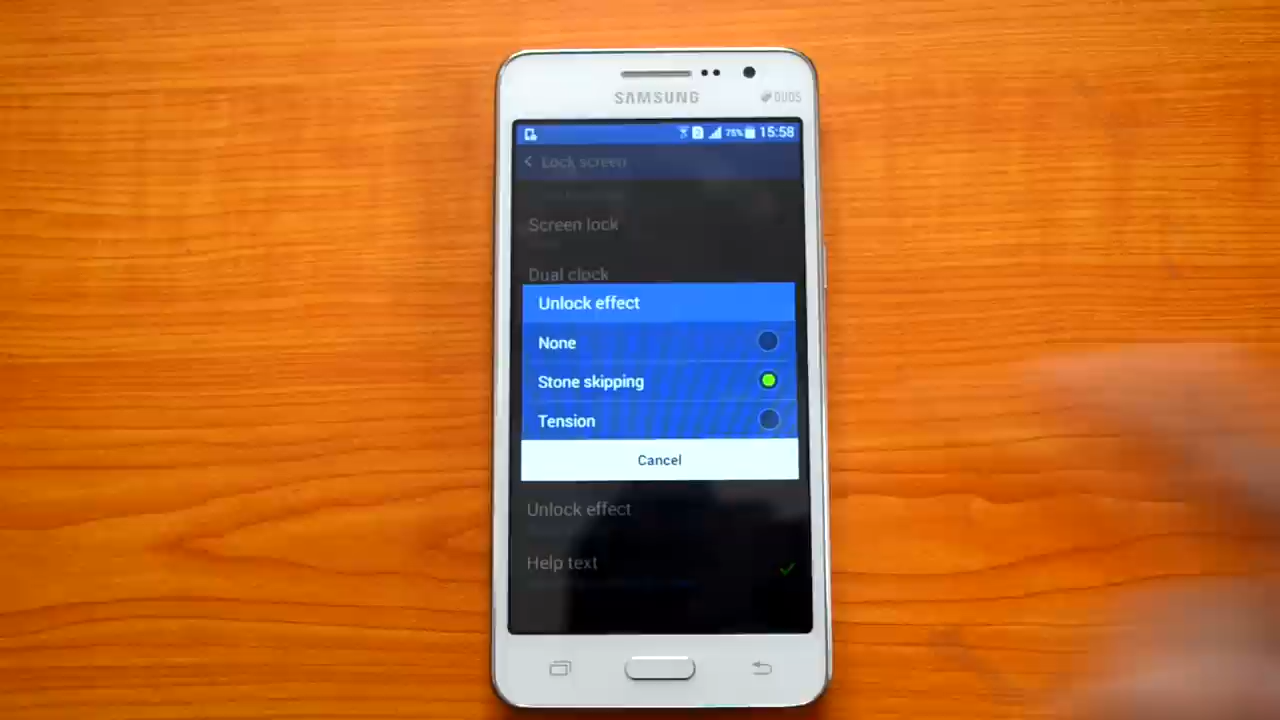 SAMSUNG
DUOS
75% 15:58
Lock screen
Screen lock
Dual clock
Unlock effect
None
Stone skipping
Tension
Cancel
Unlock effect
Help text